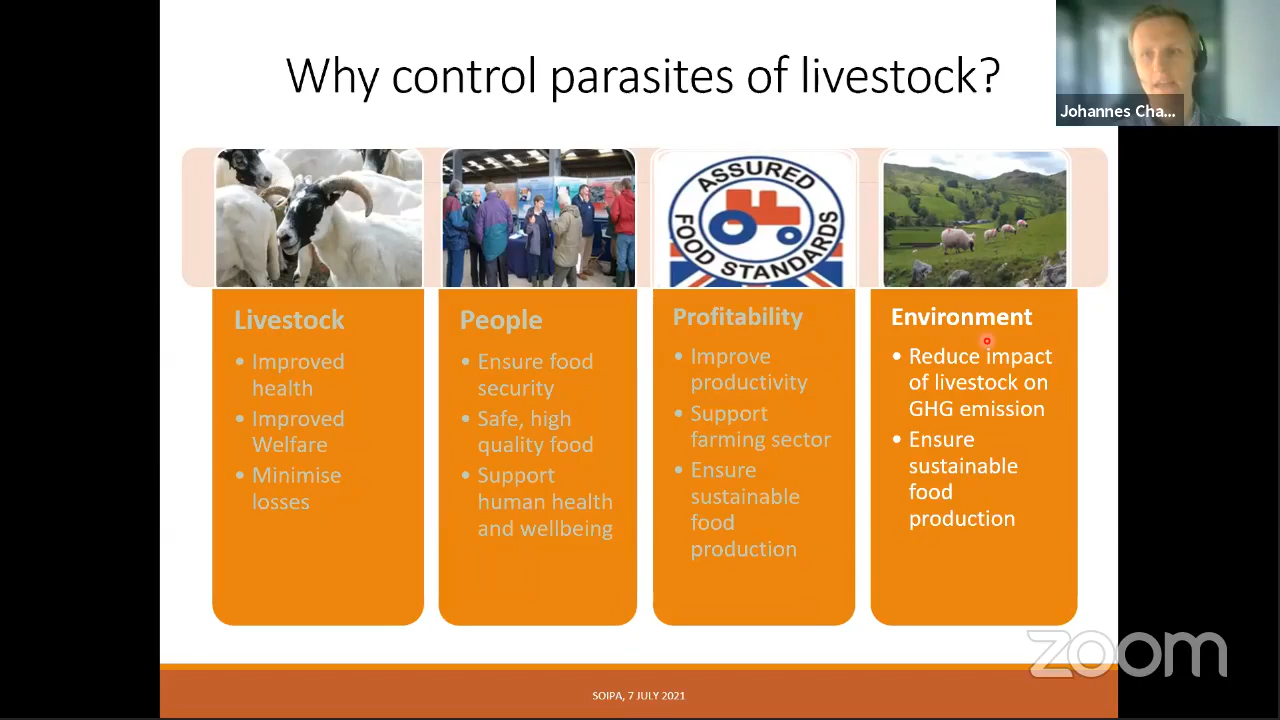 Why control parasites of livestock?
Johannes Cha...
ASSURED
FOOD STANDARDS
Livestock
• Improved
health
• Improved
Welfare
• Minimise
losses
People
• Ensure food
security
• Safe, high
quality food
• Support
human health
and wellbeing
Profitability
• Improve
productivity
• Support
farming sector
• Ensure
sustainable
food
production
Environment
• Reduce impact
of livestock on
GHG emission
• Ensure
sustainable
food
production
zoom
SOIPA, 7 JULY 2021